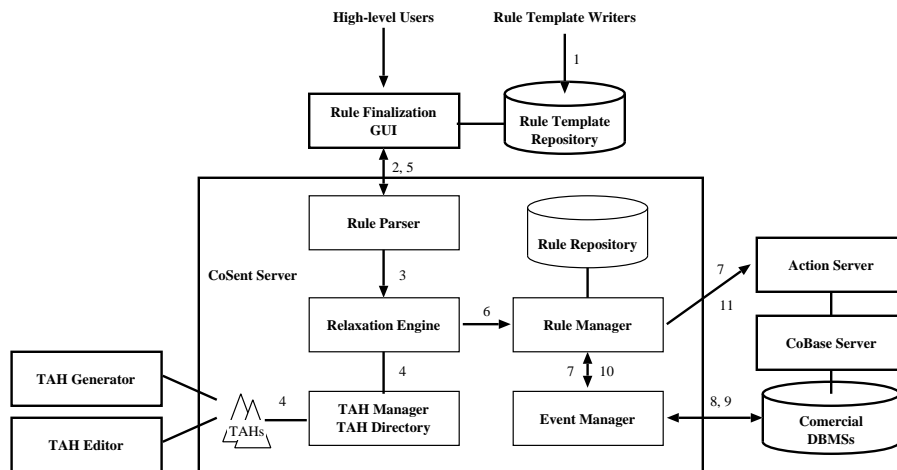 High-level Users
Rule Template Writers
1
Rule Finalization
GUI
Rule Template
Repository
2, 5
Rule Parser
Rule Repository
CoSent Server
3
7
Action Server
11
6
Relaxation Engine
Rule Manager
CoBase Server
TAH Generator
4
7
10
4
TAHs
TAH Manager
TAH Directory
Event Manager
8, 9
Comercial
DBMSs
TAH Editor